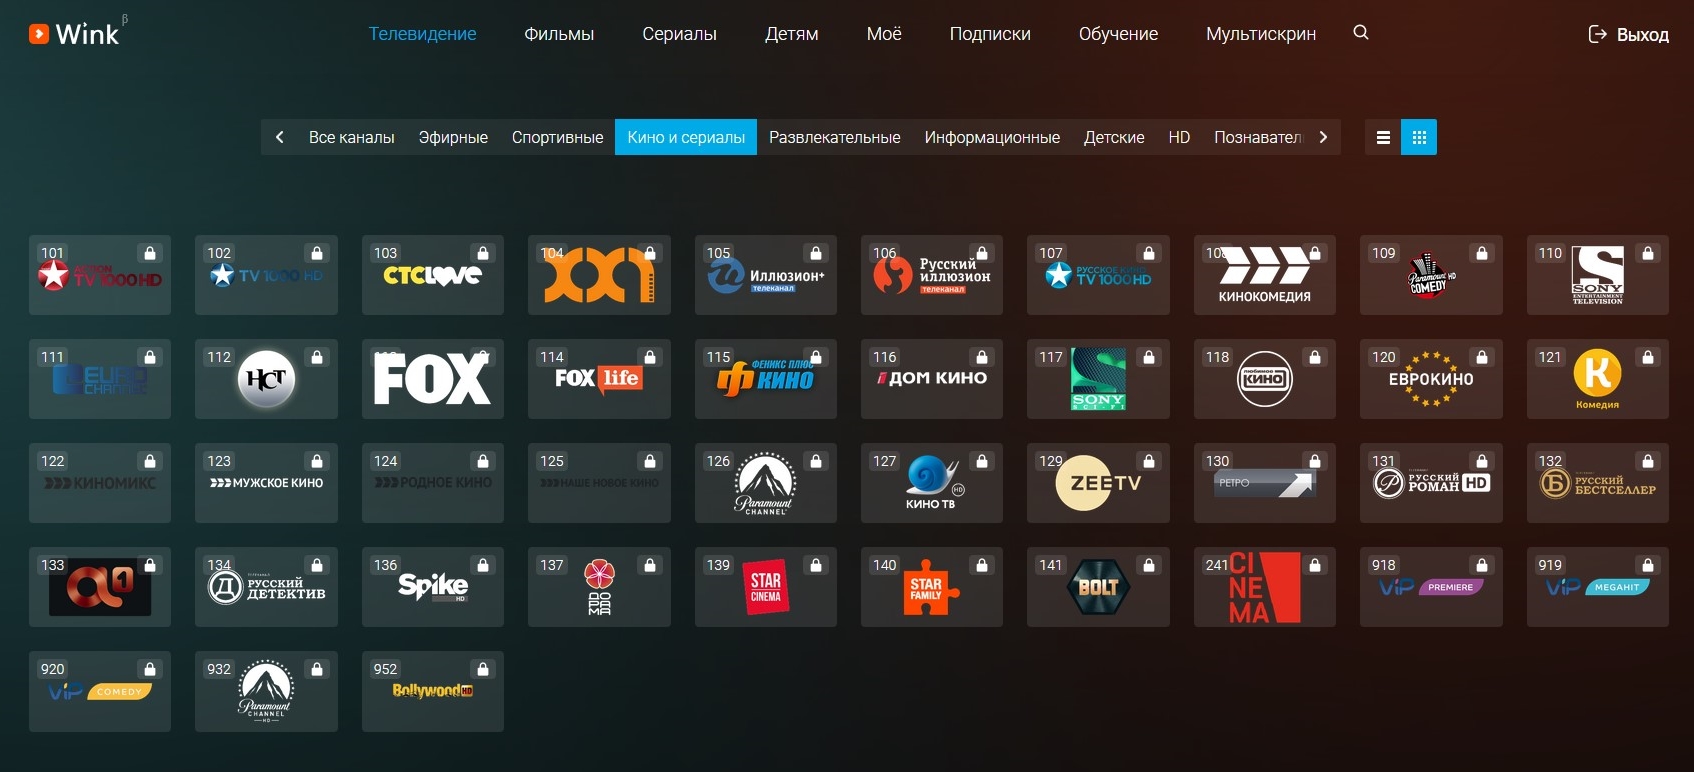 Wink β
Телевидение Фильмы Сериалы Детям Моё Подписки Обучение Мультискрин Выход
Все каналы Эфирные Спортивные Кино и сериалы Развлекательные Информационные Детские HD Познавател
101 102 103 104 105 106 107 108 109 110
ACTION TV 1000 HD
TV 1000 HD
СТС LOVE
Иллюзион+
телеканал
Русский
иллюзион
телеканал
РУССКОЕ КИНО
TV 1000 HD
КИНОКОМЕДИЯ
Paramount HD
COMEDY
SONY
ENTERTAINMENT
TELEVISION
111 112 114 115 116 117 118 120 121
EURO
CHANNEL
НСТ
FOX
FOX life
ФЕНИКС ПЛЮС
КИНО
ДОМ КИНО
SONY
SCI-FI
ЛЮБИМОЕ
КИНО
ЕВРОКИНО
К
Комедия
122 123 124 125 126 127 129 130 131 132
КИНОМИКС
МУЖСКОЕ КИНО
РОДНОЕ КИНО
НАШЕ НОВОЕ КИНО
Paramount
CHANNEL
HD
КИНО ТВ
ZEE TV
РЕТРО
Р РУССКИЙ
РОМАН HD
Б РУССКИЙ
БЕСТСЕЛЛЕР
133 134 136 137 139 140 141 241 918 919
a1
Д РУССКИЙ
ДЕТЕКТИВ
Spike
HD
STAR
CINEMA
STAR
FAMILY
BOLT
CI
NE
MA
ViP PREMIERE
ViP MEGAHIT
920 932 952
ViP COMEDY
Paramount
CHANNEL
HD
Bollywood HD